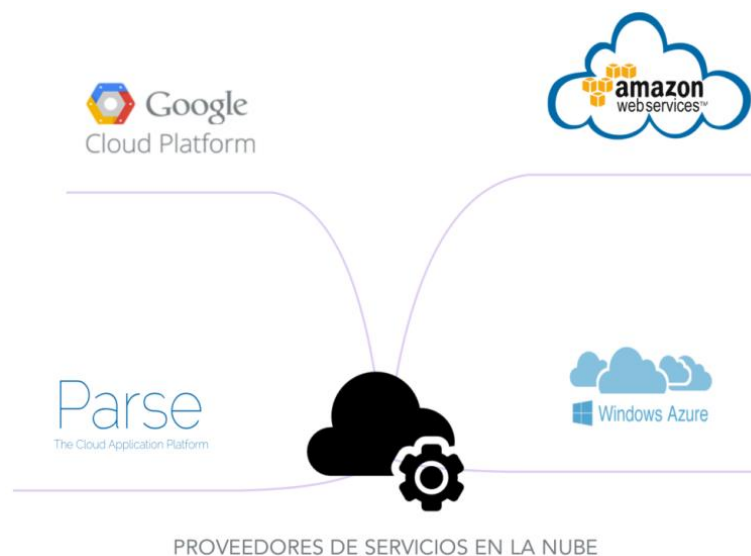 Google
Cloud Platform
amazon
webservices™
Parse
The Cloud Application Platform
Windows Azure
PROVEEDORES DE SERVICIOS EN LA NUBE